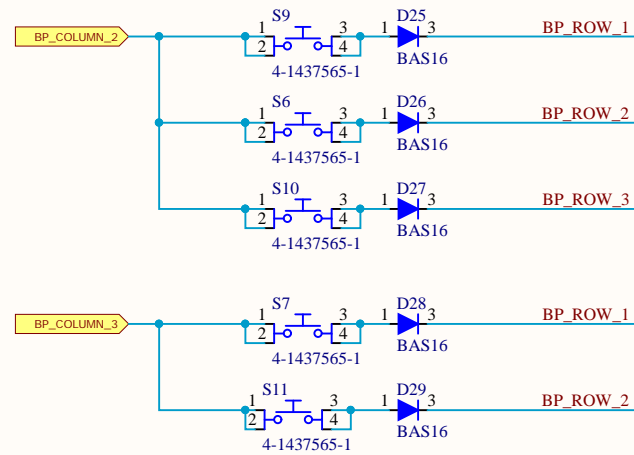 S9 D25
BP_COLUMN_2 1 3 1 3 BP_ROW_1
2 4
4-1437565-1 BAS16
S6 D26
1 3 1 3 BP_ROW_2
2 4
4-1437565-1 BAS16
S10 D27
1 3 1 3 BP_ROW_3
2 4
4-1437565-1 BAS16
S7 D28
BP_COLUMN_3 1 3 1 3 BP_ROW_1
2 4
4-1437565-1 BAS16
S11 D29
1 3 1 3 BP_ROW_2
2 4
4-1437565-1 BAS16